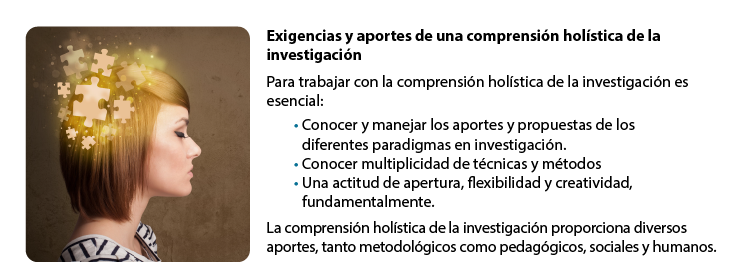 Exigencias y aportes de una comprensión holística de la
investigación
Para trabajar con la comprensión holística de la investigación es
esencial:
• Conocer y manejar los aportes y propuestas de los
diferentes paradigmas en investigación.
• Conocer multiplicidad de técnicas y métodos
• Una actitud de apertura, flexibilidad y creatividad,
fundamentalmente.
La comprensión holística de la investigación proporciona diversos
aportes, tanto metodológicos como pedagógicos, sociales y humanos.